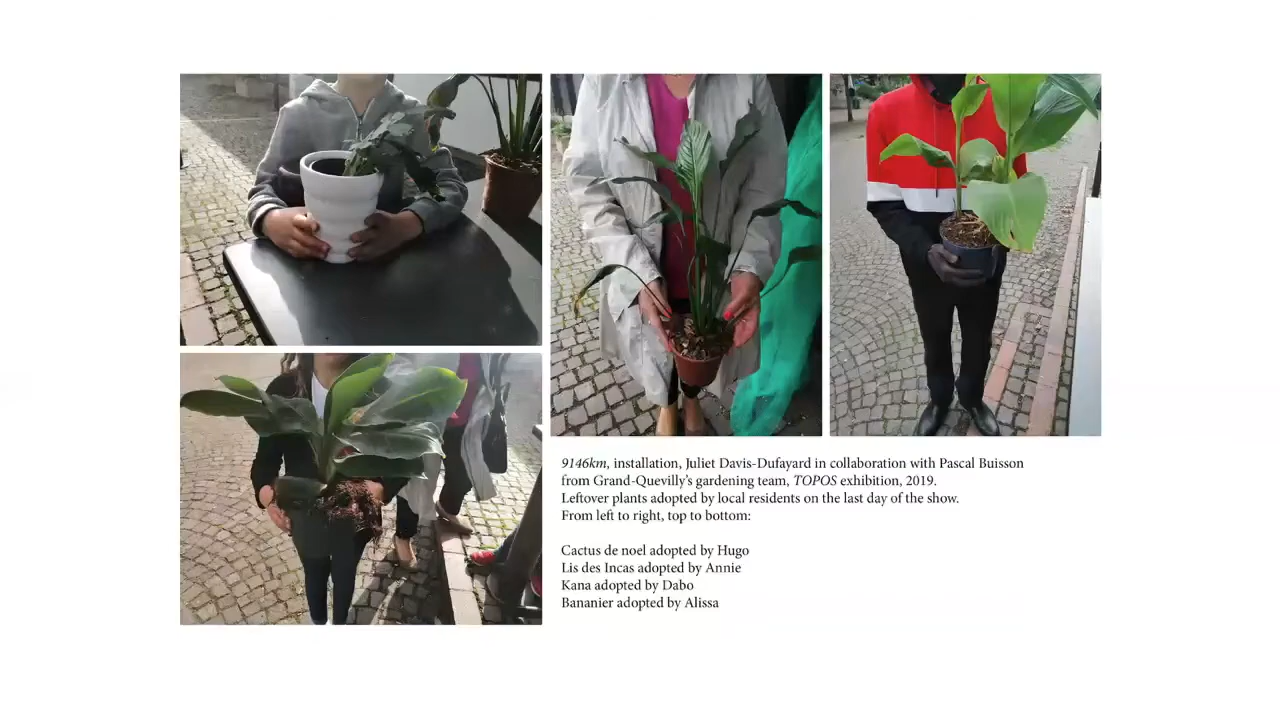 9146km, installation, Juliet Davis-Dufayard in collaboration with Pascal Buisson
from Grand-Quevilly's gardening team, TOPOS exhibition, 2019.
Leftover plants adopted by local residents on the last day of the show.
From left to right, top to bottom:
Cactus de noel adopted by Hugo
Lis des Incas adopted by Annie
Kana adopted by Dabo
Bananier adopted by Alissa